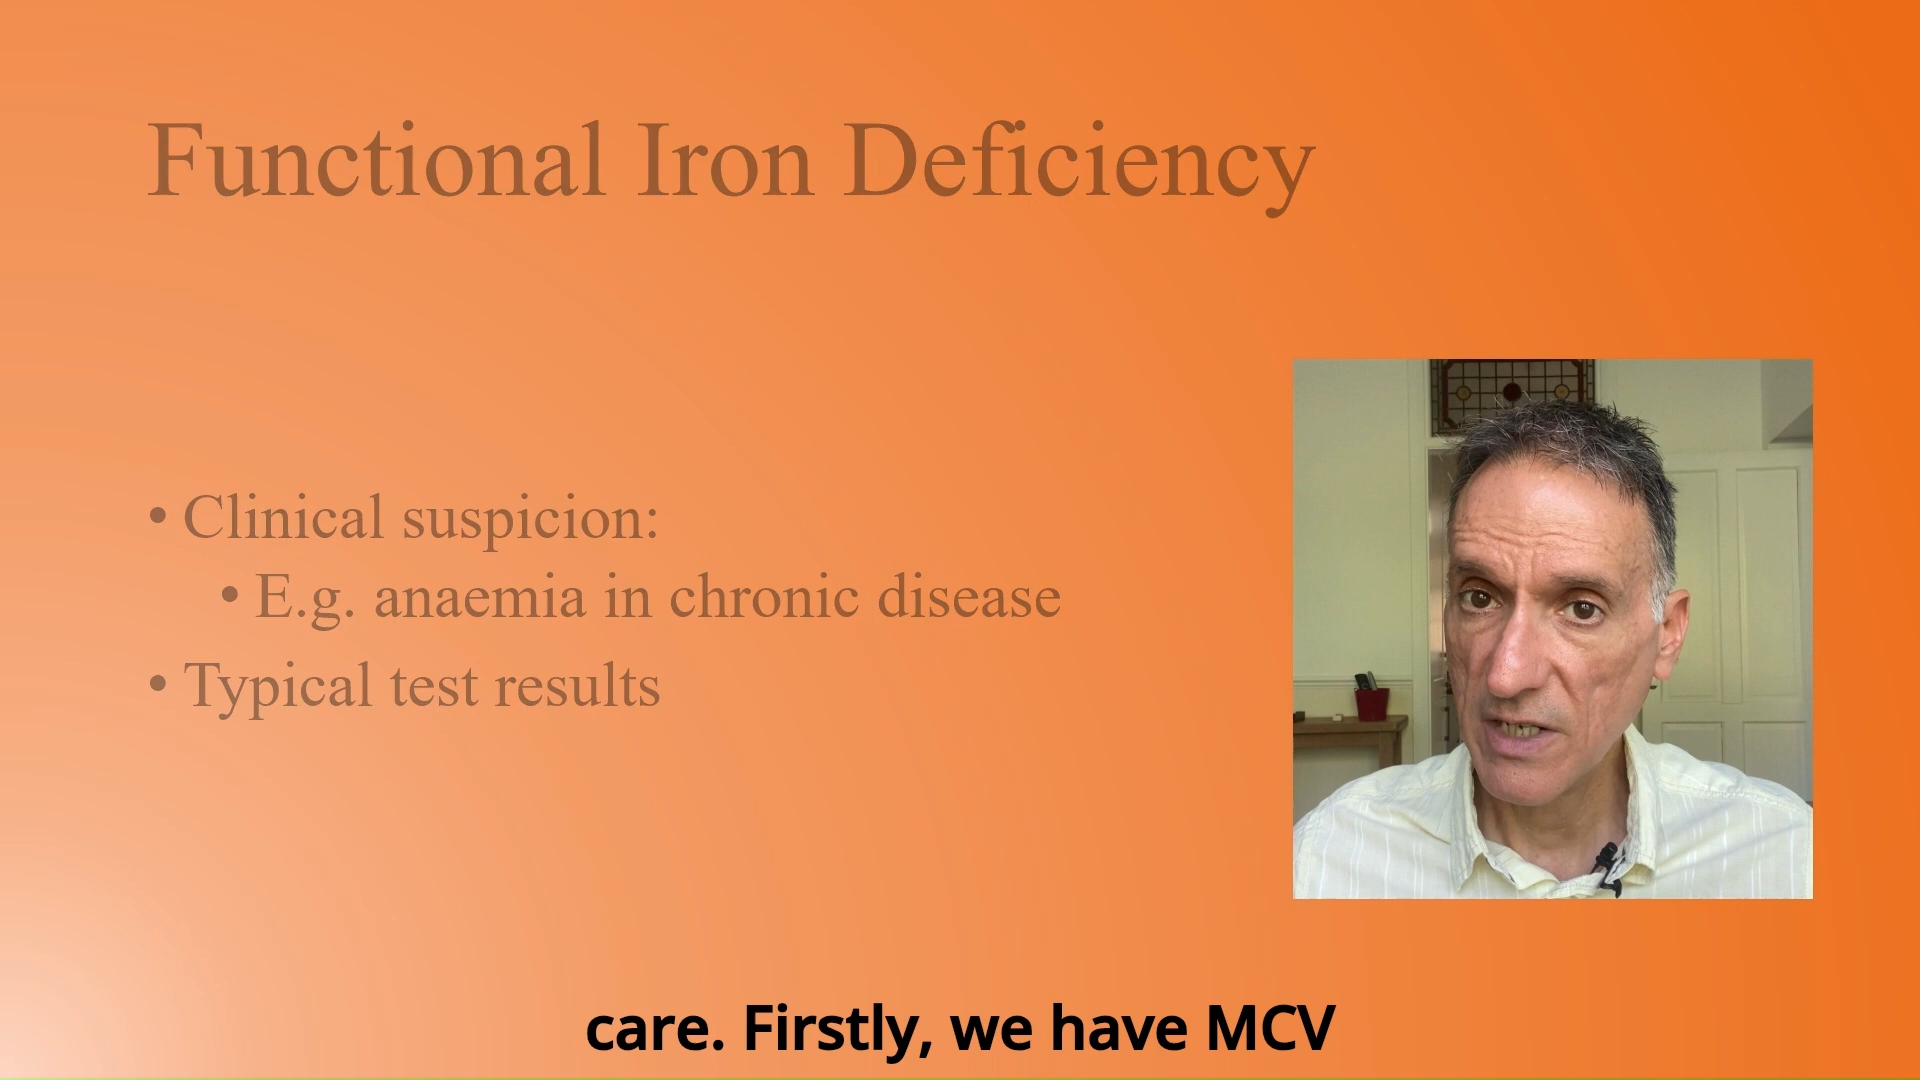 Functional Iron Deficiency
• Clinical suspicion:
• E.g. anaemia in chronic disease
• Typical test results
care. Firstly, we have MCV